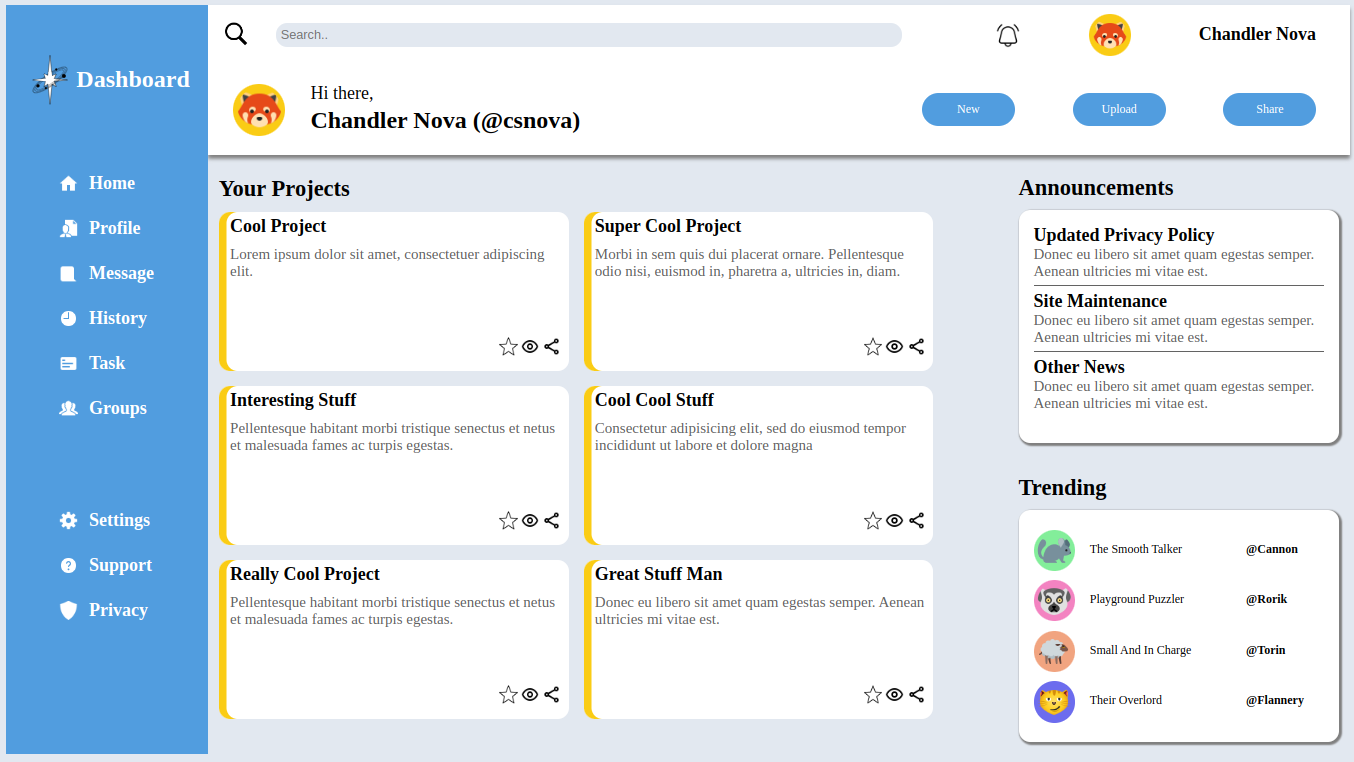 Dashboard
Home
Profile
Message
History
Task
Groups
Settings
Support
Privacy
Search..
Chandler Nova
Hi there,
Chandler Nova (@csnova)
New
Upload
Share
Your Projects
Cool Project
Lorem ipsum dolor sit amet, consectetuer adipiscing
elit.
Super Cool Project
Morbi in sem quis dui placerat ornare. Pellentesque
odio nisi, euismod in, pharetra a, ultricies in, diam.
Interesting Stuff
Pellentesque habitant morbi tristique senectus et netus
et malesuada fames ac turpis egestas.
Cool Cool Stuff
Consectetur adipisicing elit, sed do eiusmod tempor
incididunt ut labore et dolore magna
Really Cool Project
Pellentesque habitant morbi tristique senectus et netus
et malesuada fames ac turpis egestas.
Great Stuff Man
Donec eu libero sit amet quam egestas semper. Aenean
ultricies mi vitae est.
Announcements
Updated Privacy Policy
Donec eu libero sit amet quam egestas semper.
Aenean ultricies mi vitae est.
Site Maintenance
Donec eu libero sit amet quam egestas semper.
Aenean ultricies mi vitae est.
Other News
Donec eu libero sit amet quam egestas semper.
Aenean ultricies mi vitae est.
Trending
The Smooth Talker @Cannon
Playground Puzzler @Rorik
Small And In Charge @Torin
Their Overlord @Flannery